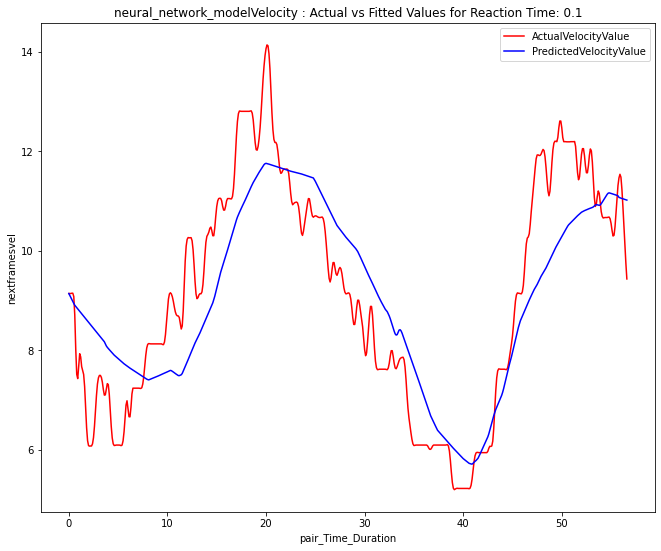 neural_network_modelVelocity : Actual vs Fitted Values for Reaction Time: 0.1
ActualVelocityValue
PredictedVelocityValue
14
12
10
8
6
nextframesvel
0 10 20 30 40 50
pair_Time_Duration